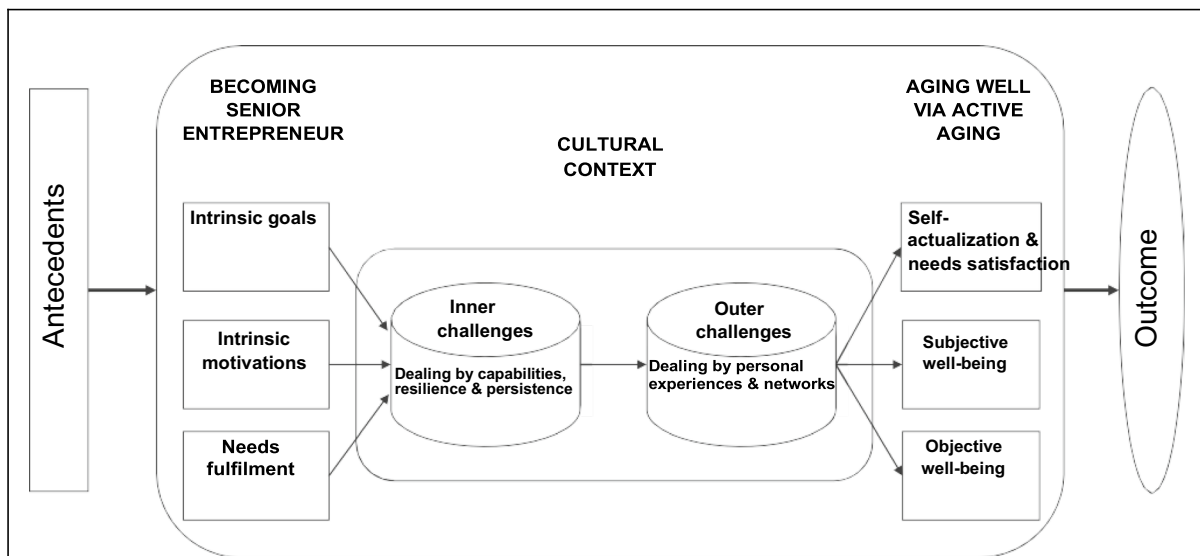 Antecedents
BECOMING
SENIOR
ENTREPRENEUR
Intrinsic goals
Intrinsic
motivations
Needs
fulfilment
CULTURAL
CONTEXT
Inner
challenges
Dealing by capabilities,
resilience & persistence
Outer
challenges
Dealing by personal
experiences & networks
AGING WELL
VIA ACTIVE
AGING
Self-
actualization &
needs satisfaction
Subjective
well-being
Objective
well-being
Outcome